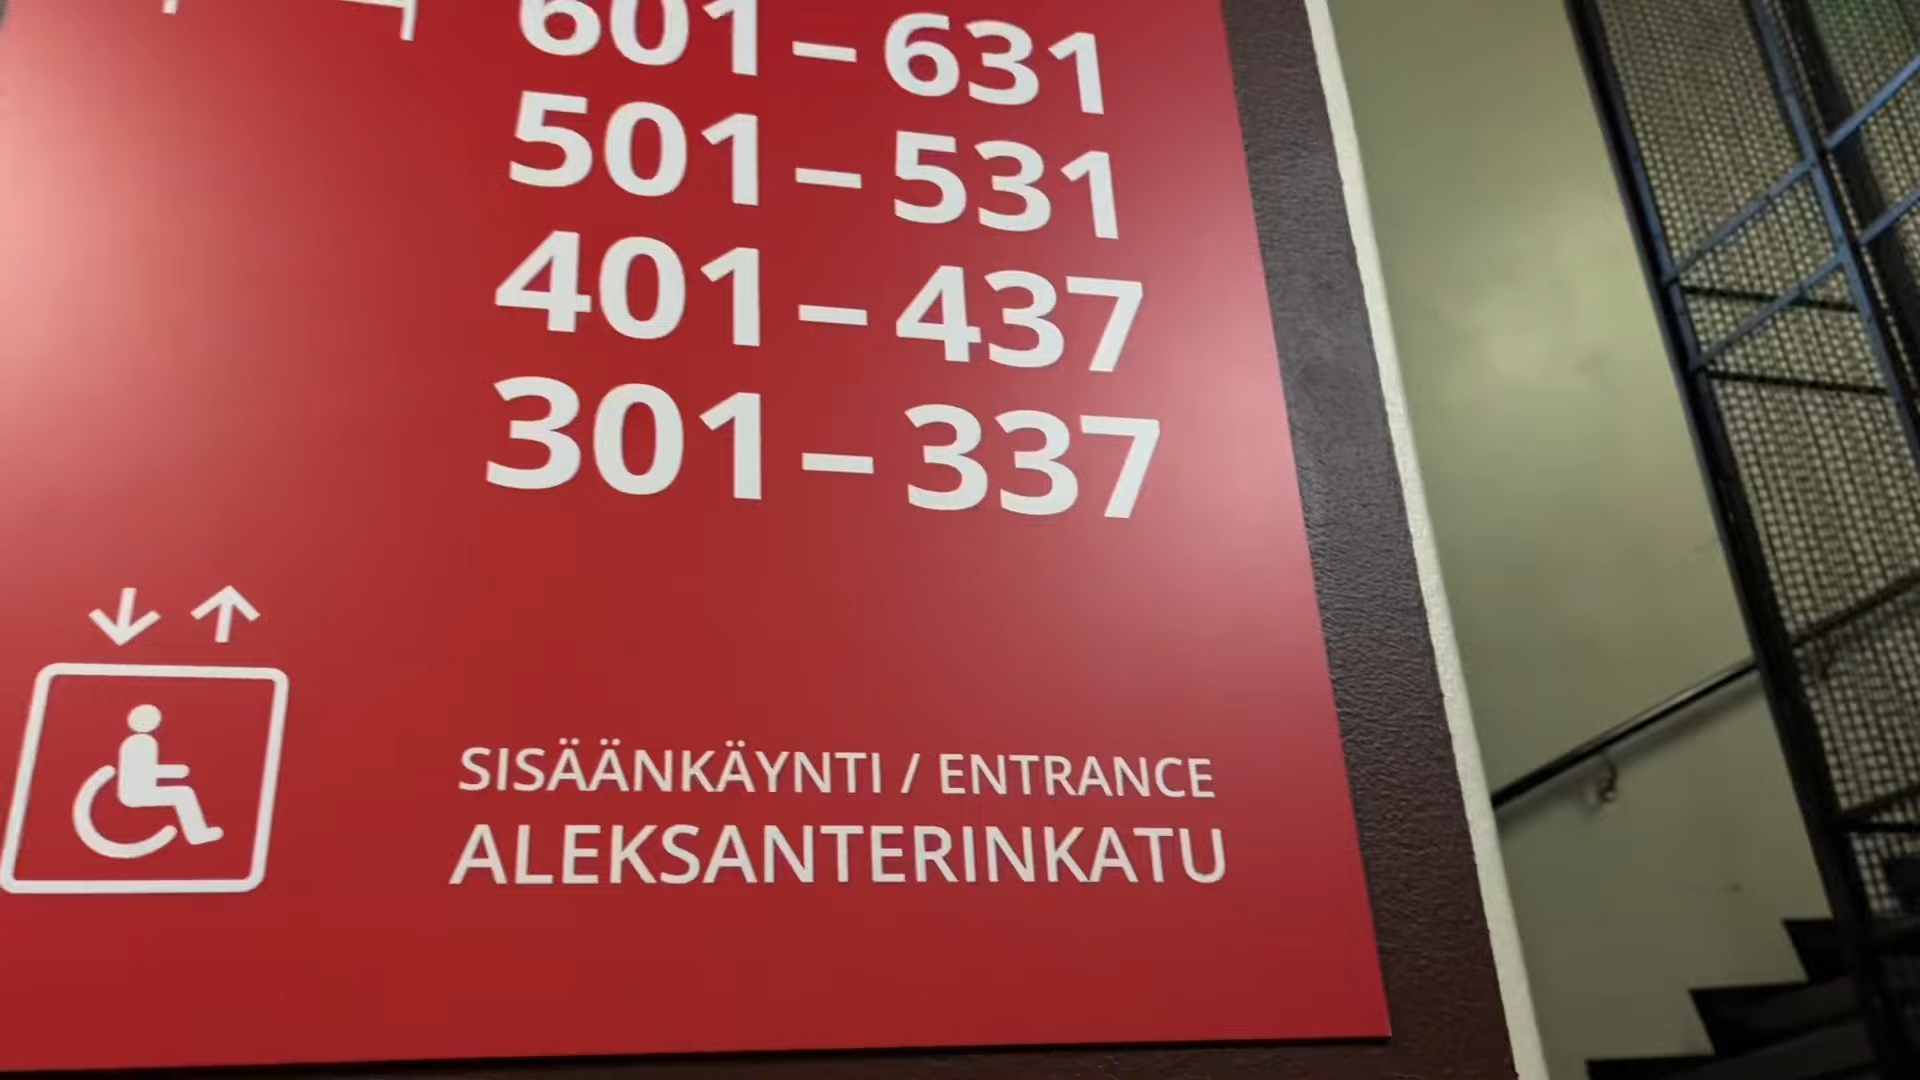 601–631
501–531
401–437
301–337
SISÄÄNKÄYNTI / ENTRANCE
ALEKSANTERINKATU